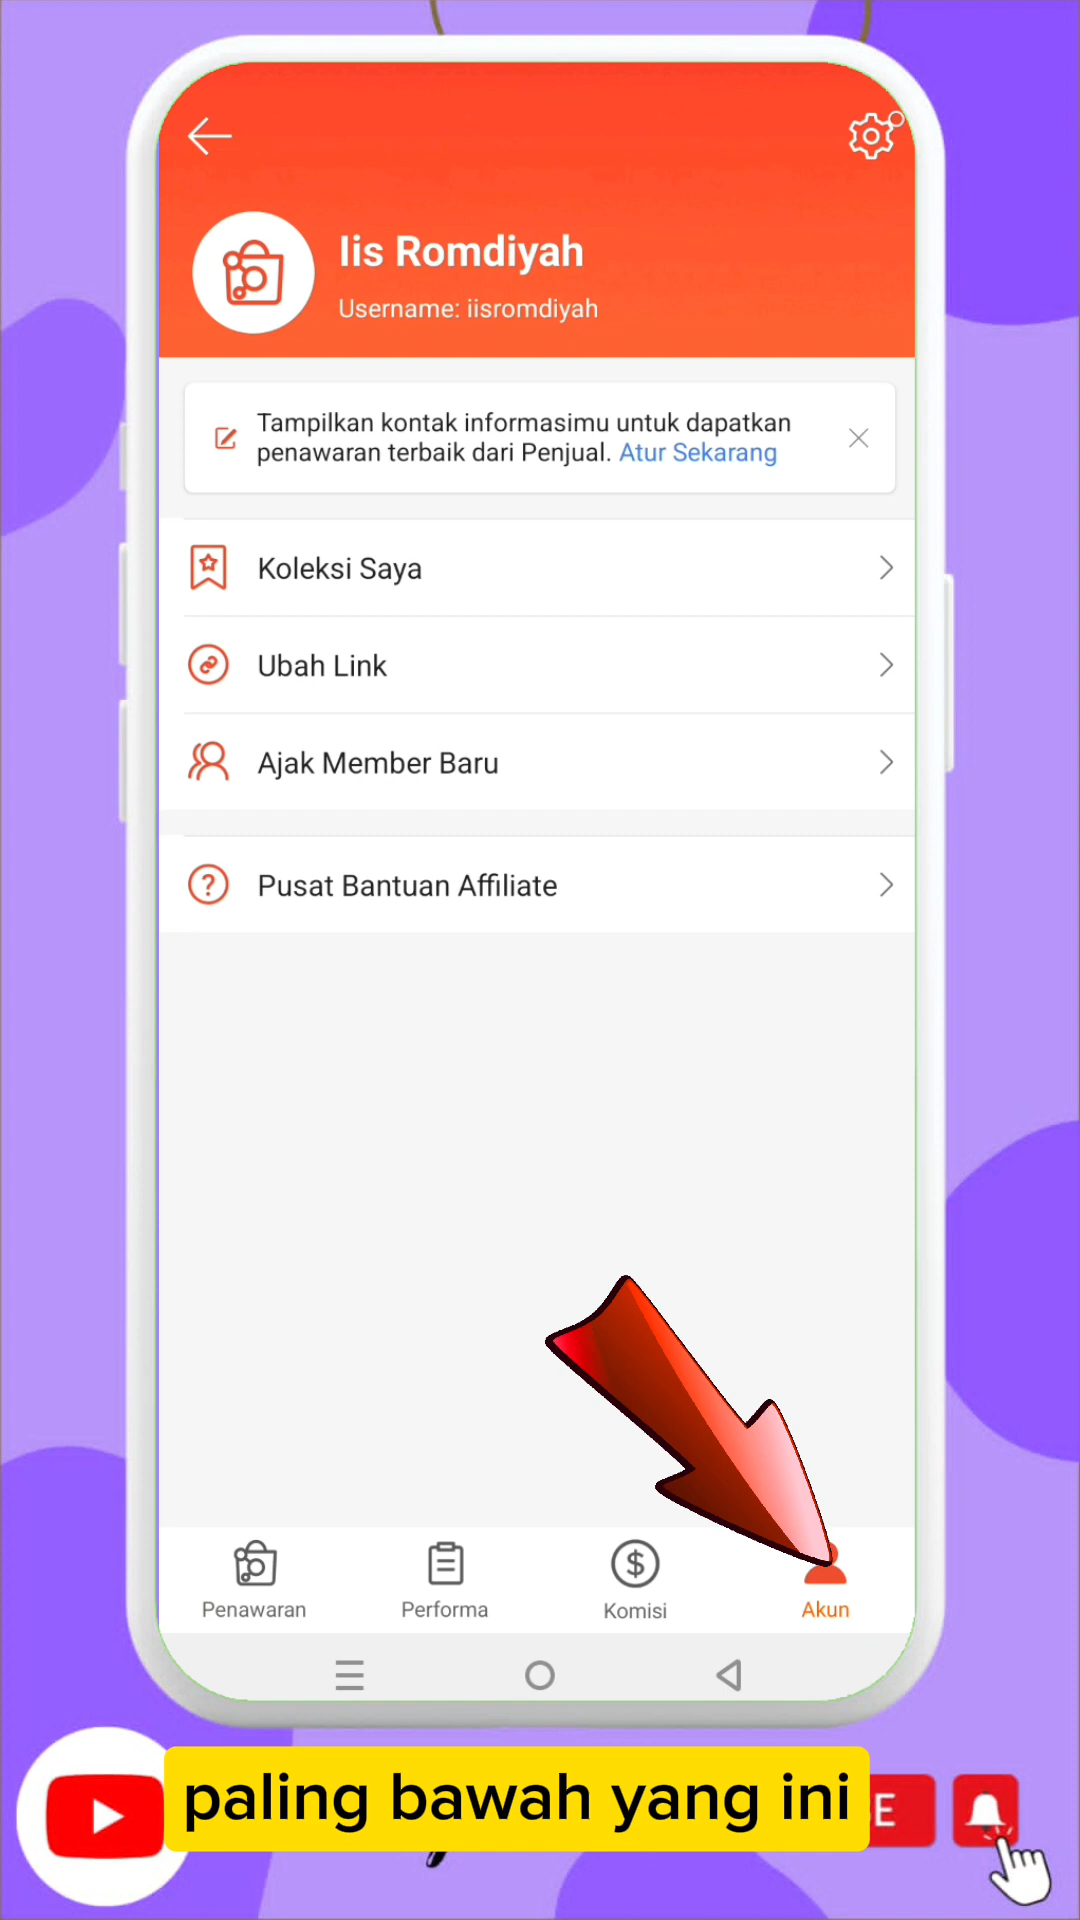 Iis Romdiyah
Username: iisromdiyah
Tampilkan kontak informasimu untuk dapatkan
penawaran terbaik dari Penjual. Atur Sekarang
Koleksi Saya
Ubah Link
Ajak Member Baru
Pusat Bantuan Affiliate
Penawaran
Performa
Komisi
Akun
paling bawah yang ini
E